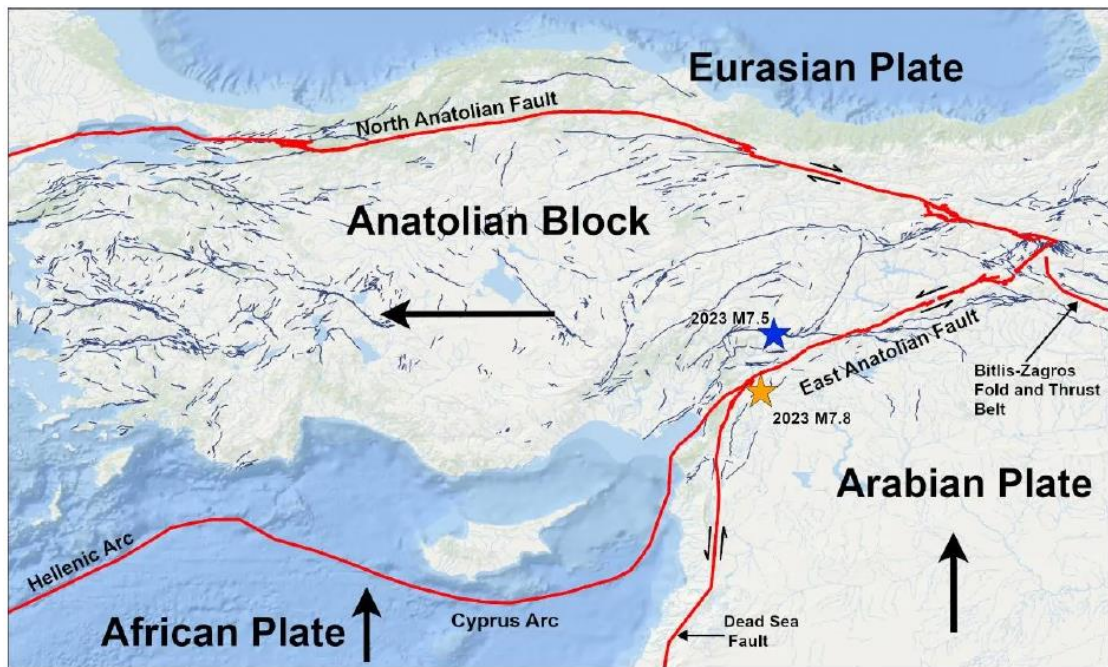 Eurasian Plate
North Anatolian Fault
Anatolian Block
2023 M7.5
East Anatolian Fault
Bitlis-Zagros
Fold and Thrust
Belt
2023 M7.8
Arabian Plate
Hellenic Arc
African Plate
Cyprus Arc
Dead Sea
Fault